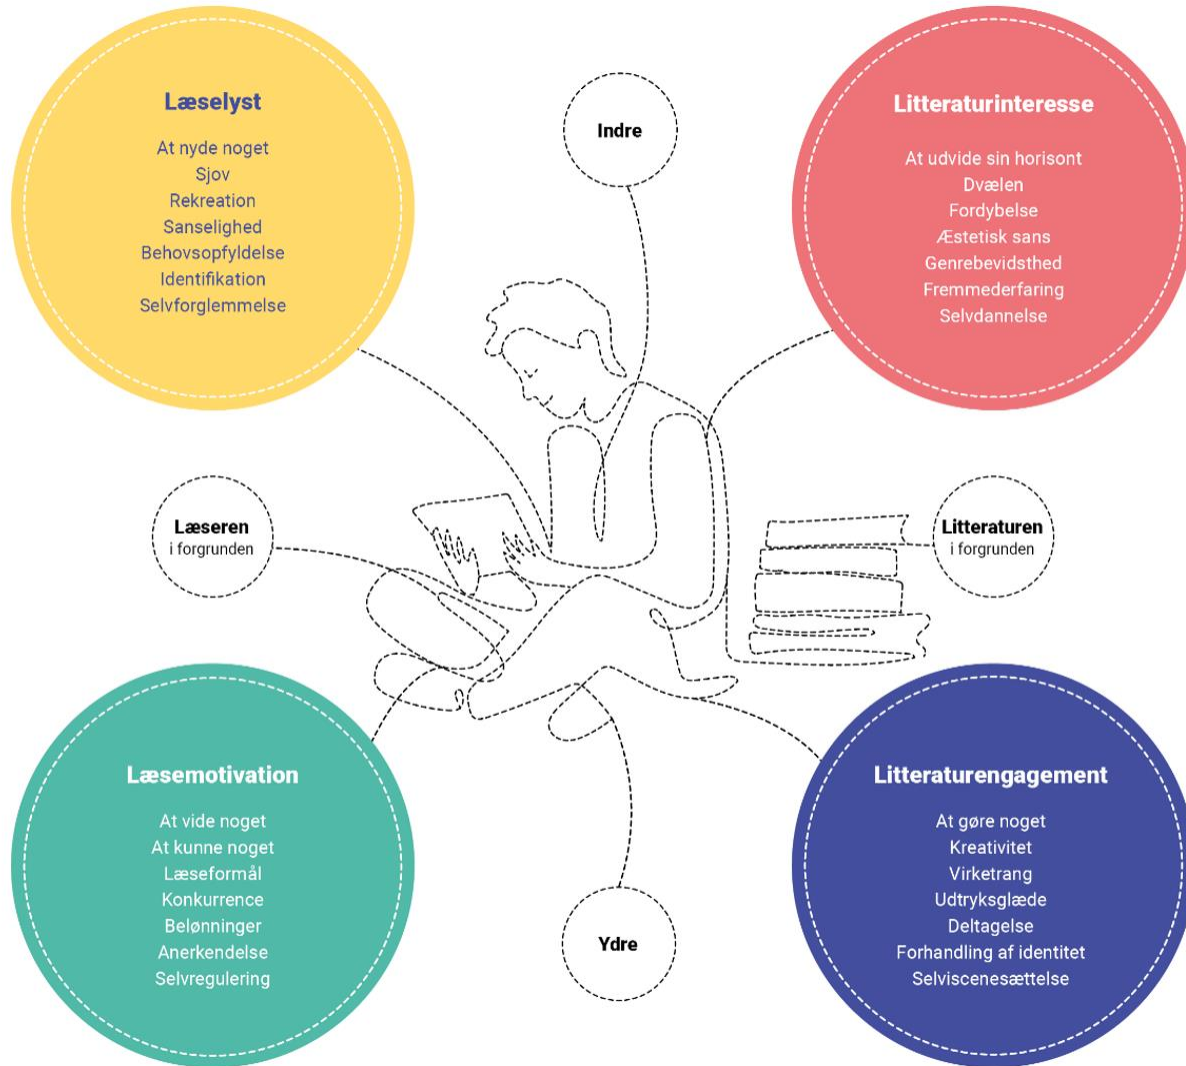 Læselyst
At nyde noget
Sjov
Rekreation
Sanselighed
Behovsopfyldelse
Identifikation
Selvforglemmelse
Indre
Litteraturinteresse
At udvide sin horisont
Dvælen
Fordybelse
Æstetisk sans
Genrebevidsthed
Fremmederfaring
Selvdannelse
Læseren
i forgrunden
Litteraturen
i forgrunden
Læsemotivation
At vide noget
At kunne noget
Læseformål
Konkurrence
Belønninger
Anerkendelse
Selvregulering
Ydre
Litteraturengagement
At gøre noget
Kreativitet
Virketrang
Udtryksglæde
Deltagelse
Forhandling af identitet
Selviscenesættelse